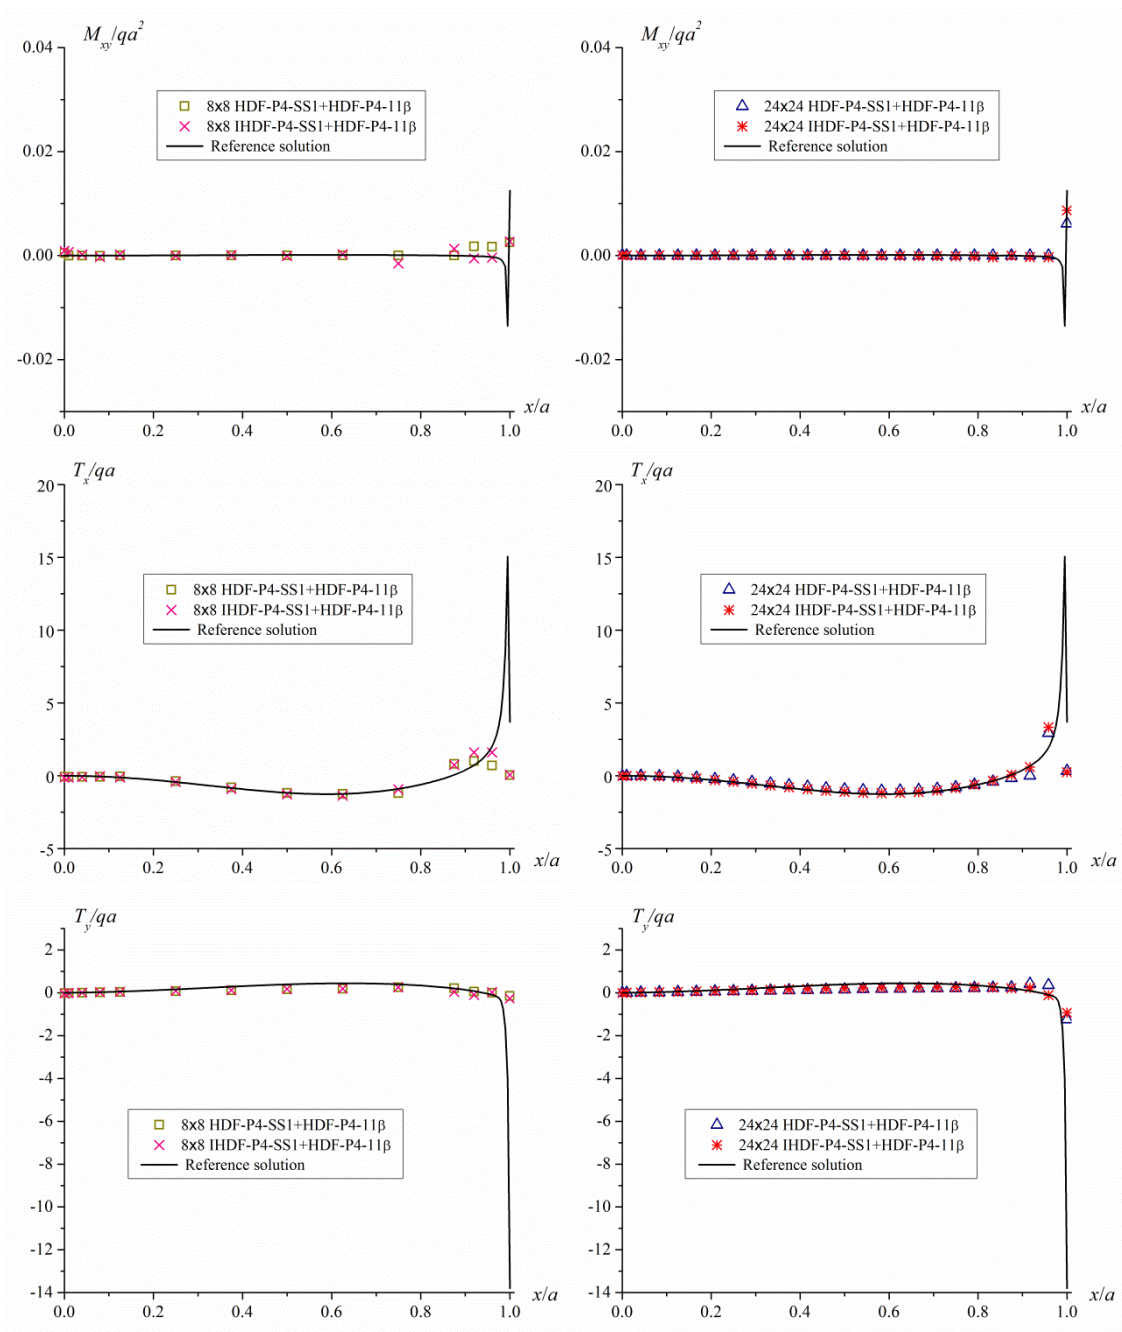 M_xy/qa²
0.04
0.02
0.00
-0.02
8x8 HDF-P4-SS1+HDF-P4-11β
8x8 IHDF-P4-SS1+HDF-P4-11β
Reference solution
x/a
0.0 0.2 0.4 0.6 0.8 1.0
M_xy/qa²
0.04
0.02
0.00
-0.02
24x24 HDF-P4-SS1+HDF-P4-11β
24x24 IHDF-P4-SS1+HDF-P4-11β
Reference solution
x/a
0.0 0.2 0.4 0.6 0.8 1.0
T_x/qa
20
15
10
5
0
-5
8x8 HDF-P4-SS1+HDF-P4-11β
8x8 IHDF-P4-SS1+HDF-P4-11β
Reference solution
x/a
0.0 0.2 0.4 0.6 0.8 1.0
T_x/qa
20
15
10
5
0
-5
24x24 HDF-P4-SS1+HDF-P4-11β
24x24 IHDF-P4-SS1+HDF-P4-11β
Reference solution
x/a
0.0 0.2 0.4 0.6 0.8 1.0
T_y/qa
2
0
-2
-4
-6
-8
-10
-12
-14
8x8 HDF-P4-SS1+HDF-P4-11β
8x8 IHDF-P4-SS1+HDF-P4-11β
Reference solution
x/a
0.0 0.2 0.4 0.6 0.8 1.0
T_y/qa
2
0
-2
-4
-6
-8
-10
-12
-14
24x24 HDF-P4-SS1+HDF-P4-11β
24x24 IHDF-P4-SS1+HDF-P4-11β
Reference solution
x/a
0.0 0.2 0.4 0.6 0.8 1.0